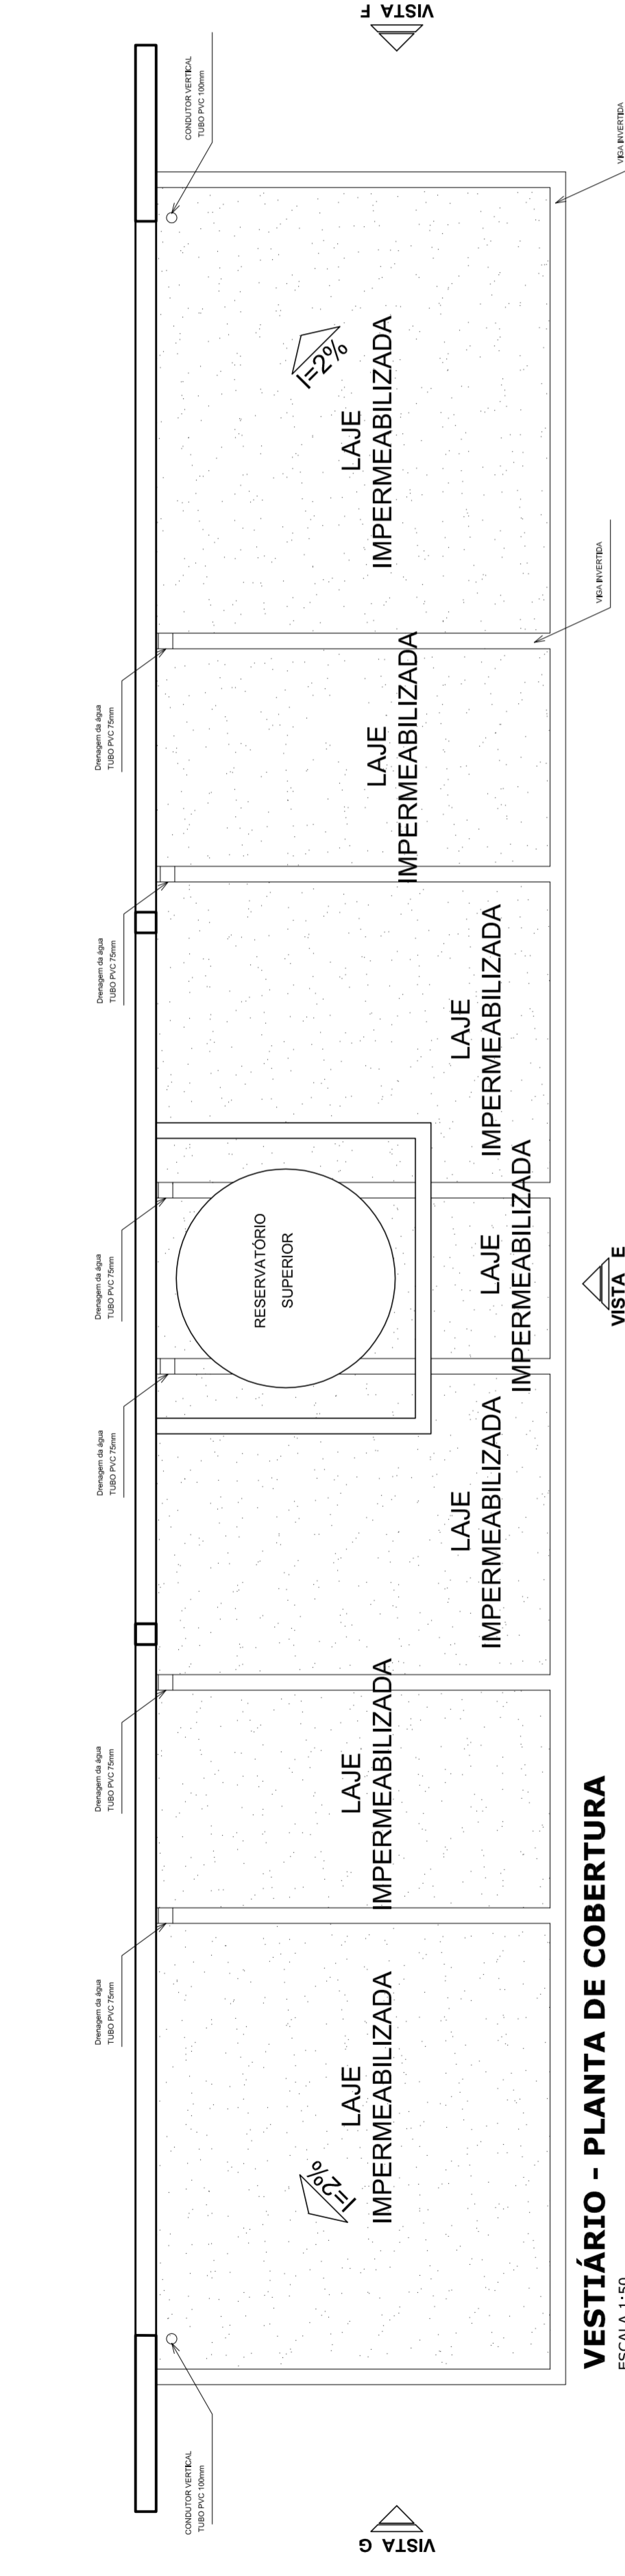 VISTA F
CONDUTOR VERTICAL
TUBO PVC 100mm
VIGA INVERTIDA
I=2%
LAJE
IMPERMEABILIZADA
VIGA INVERTIDA
Drenagem da água
TUBO PVC 75mm
LAJE
IMPERMEABILIZADA
Drenagem da água
TUBO PVC 75mm
LAJE
IMPERMEABILIZADA
Drenagem da água
TUBO PVC 75mm
RESERVATÓRIO
SUPERIOR
LAJE
IMPERMEABILIZADA
VISTA E
Drenagem da água
TUBO PVC 75mm
LAJE
IMPERMEABILIZADA
Drenagem da água
TUBO PVC 75mm
LAJE
IMPERMEABILIZADA
Drenagem da água
TUBO PVC 75mm
LAJE
IMPERMEABILIZADA
I=2%
CONDUTOR VERTICAL
TUBO PVC 100mm
VISTA G
VESTIÁRIO - PLANTA DE COBERTURA
ESCALA 1:50